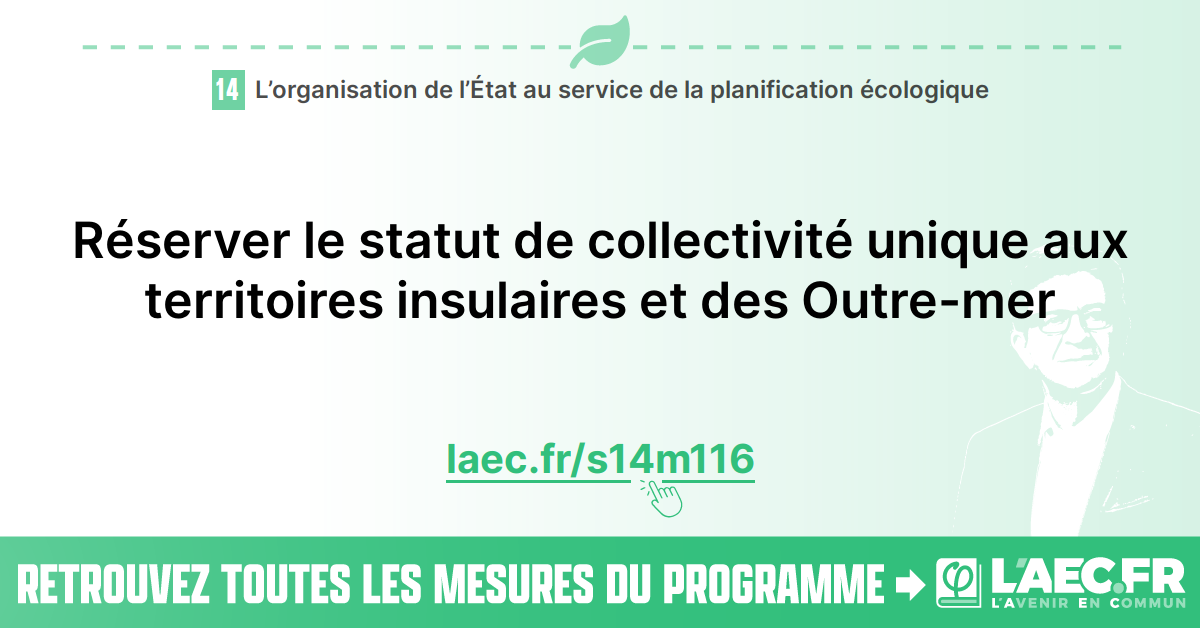 14 L’organisation de l’État au service de la planification écologique
Réserver le statut de collectivité unique aux
territoires insulaires et des Outre-mer
laec.fr/s14m116
RETROUVEZ TOUTES LES MESURES DU PROGRAMME
L'AEC.FR
L'AVENIR EN COMMUN